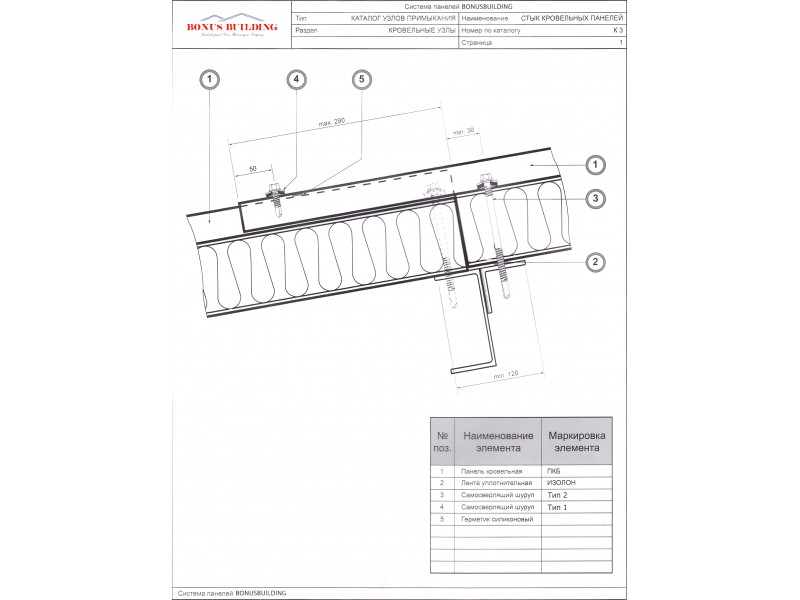 Система панелей BONUSBUILDING
BONUS BUILDING
Тип КАТАЛОГ УЗЛОВ ПРИМЫКАНИЯ Наименование СТЫК КРОВЕЛЬНЫХ ПАНЕЛЕЙ
Раздел КРОВЕЛЬНЫЕ УЗЛЫ Номер по каталогу К 3
Страница 1
1 4 5
max. 280
min. 30
50
1
3
2
min. 120
№ поз. Наименование элемента Маркировка элемента
1 Панель кровельная ПКБ
2 Лента уплотнительная ИЗОЛОН
3 Самосверлящий шуруп Тип 2
4 Самосверлящий шуруп Тип 1
5 Герметик силиконовый
Система панелей BONUSBUILDING